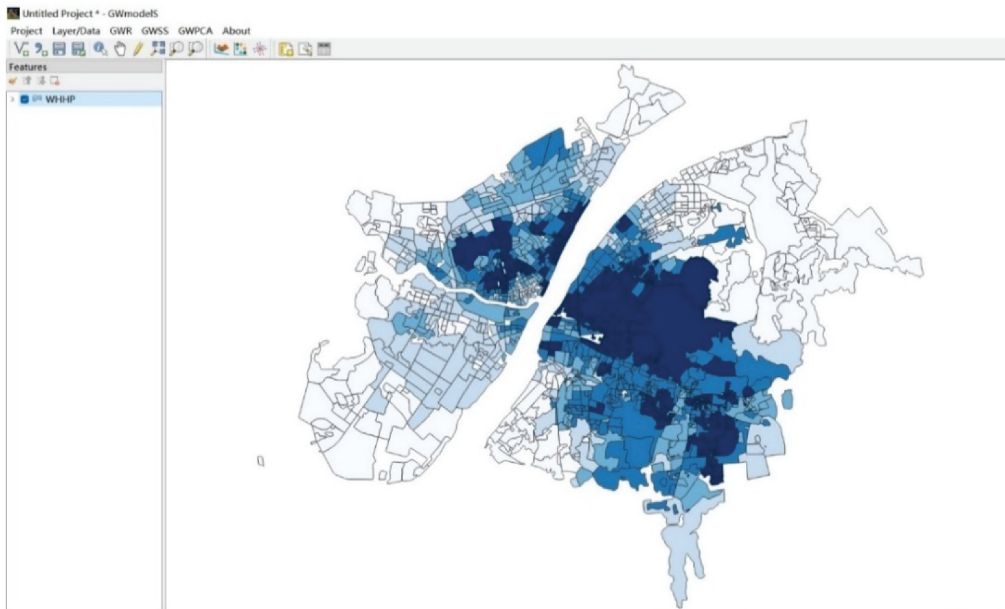 Untitled Project * - GWmodelS
Project Layer/Data GWR GWSS GWPCA About
Features
WHHP